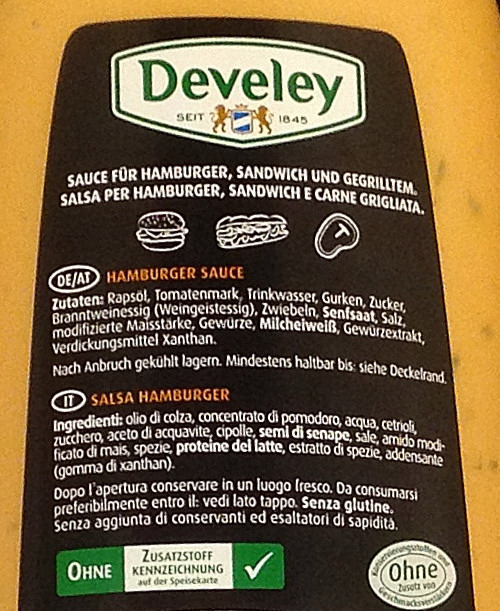 Develey
SEIT 1845
SAUCE FÜR HAMBURGER, SANDWICH UND GEGRILLTEM.
SALSA PER HAMBURGER, SANDWICH E CARNE GRIGLIATA.
DE/AT HAMBURGER SAUCE
Zutaten: Rapsöl, Tomatenmark, Trinkwasser, Gurken, Zucker,
Branntweinessig (Weingeistessig), Zwiebeln, Senfsaat, Salz,
modifizierte Maisstärke, Gewürze, Milcheiweiß, Gewürzextrakt,
Verdickungsmittel Xanthan.
Nach Anbruch gekühlt lagern. Mindestens haltbar bis: siehe Deckelrand.
IT SALSA HAMBURGER
Ingredienti: olio di colza, concentrato di pomodoro, acqua, cetrioli,
zucchero, aceto di acquavite, cipolle, semi di senape, sale, amido modi-
ficato di mais, spezie, proteine del latte, estratto di spezie, addensante
(gomma di xanthan).
Dopo l'apertura conservare in un luogo fresco. Da consumarsi
preferibilmente entro il: vedi lato tappo. Senza glutine.
Senza aggiunta di conservanti ed esaltatori di sapidità.
OHNE ZUSATZSTOFF
KENNZEICHNUNG
auf der Speisekarte
Konservierungsstoffen und
Ohne
Zusatz von
Geschmacksverstärkern